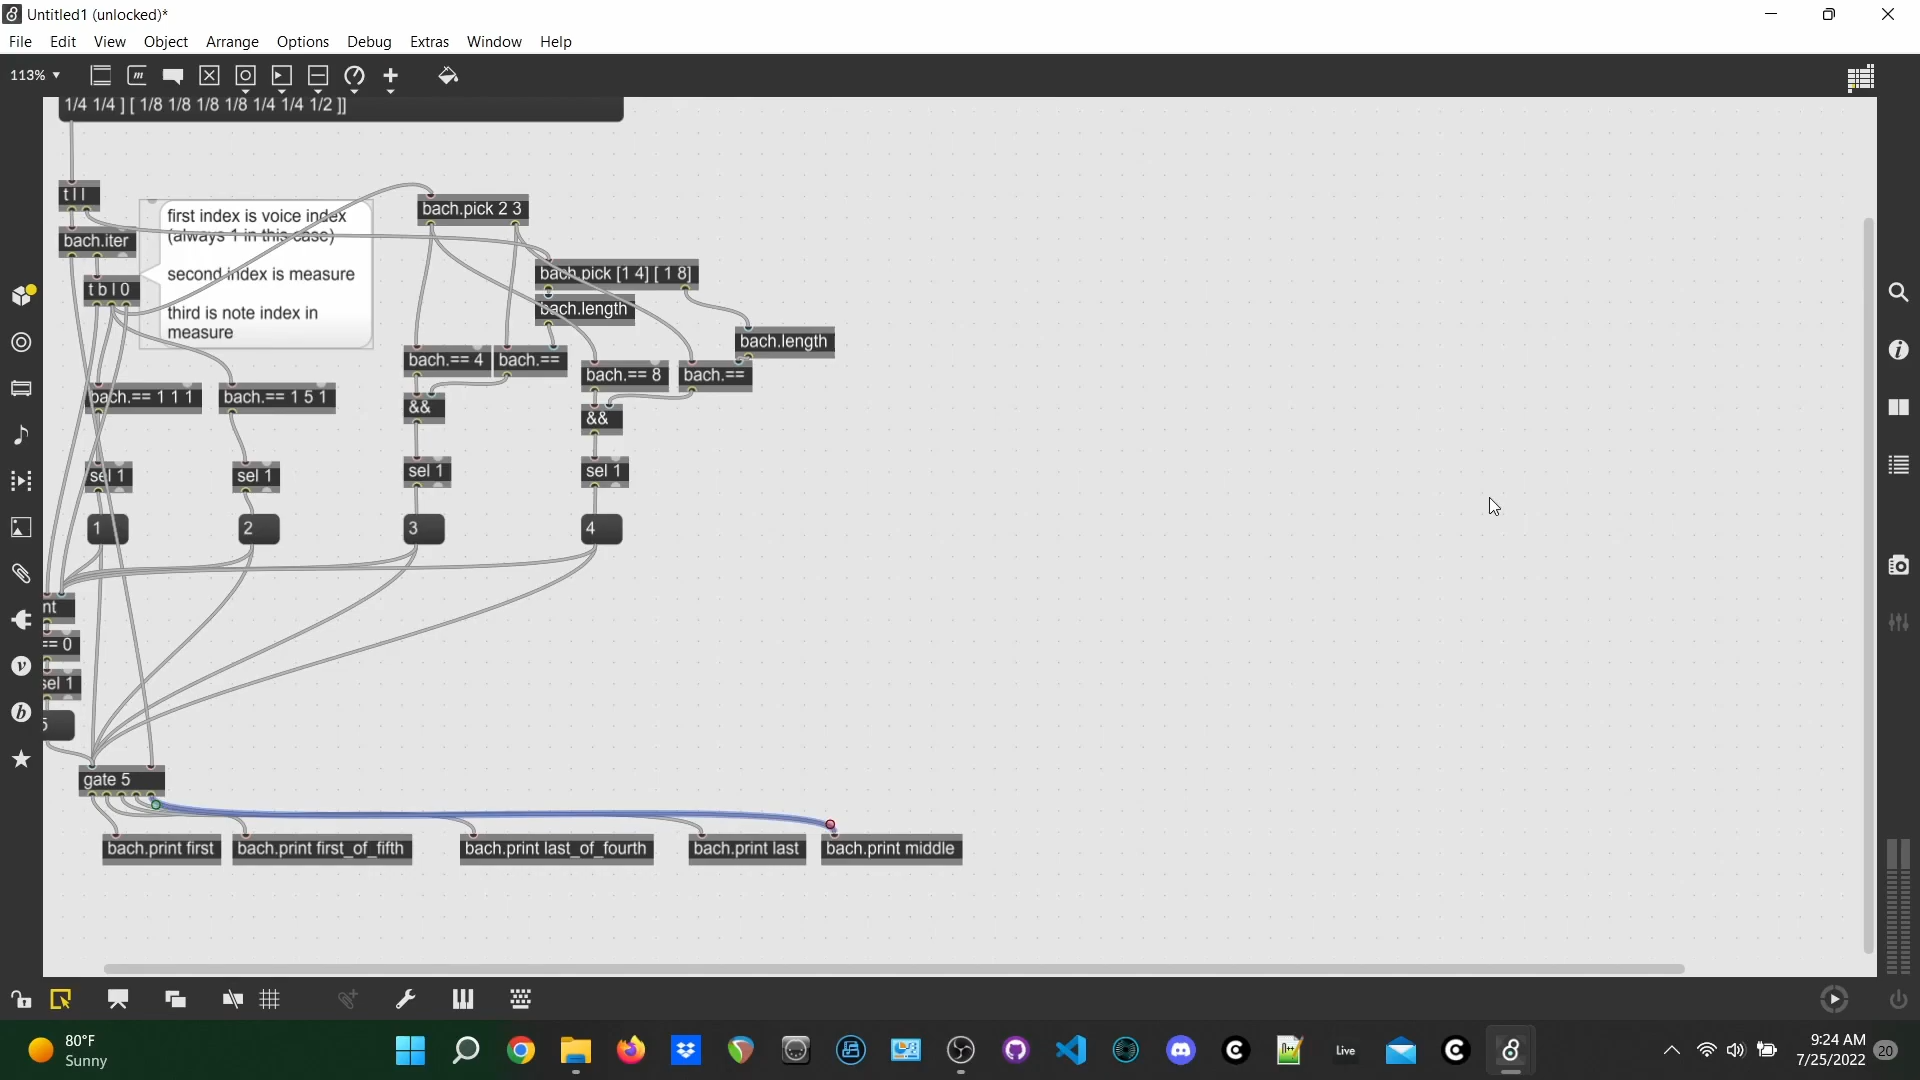 Untitled1 (unlocked)*
File Edit View Object Arrange Options Debug Extras Window Help
113%
1/4 1/4 ] [ 1/8 1/8 1/8 1/8 1/4 1/4 1/2 ]]
t l l
bach.pick 2 3
first index is voice index
(always 1 in this case)
bach.iter
second index is measure
bach.pick [1 4] [ 1 8]
t b l 0
third is note index in
measure
bach.length
bach.length
bach.== 4
bach.==
bach.== 8
bach.==
bach.== 1 1 1
bach.== 1 5 1
&&
&&
sel 1
sel 1
sel 1
sel 1
1
2
3
4
nt
== 0
sel 1
5
gate 5
bach.print first
bach.print first_of_fifth
bach.print last_of_fourth
bach.print last
bach.print middle
80°F
Sunny
Live
9:24 AM
7/25/2022
20